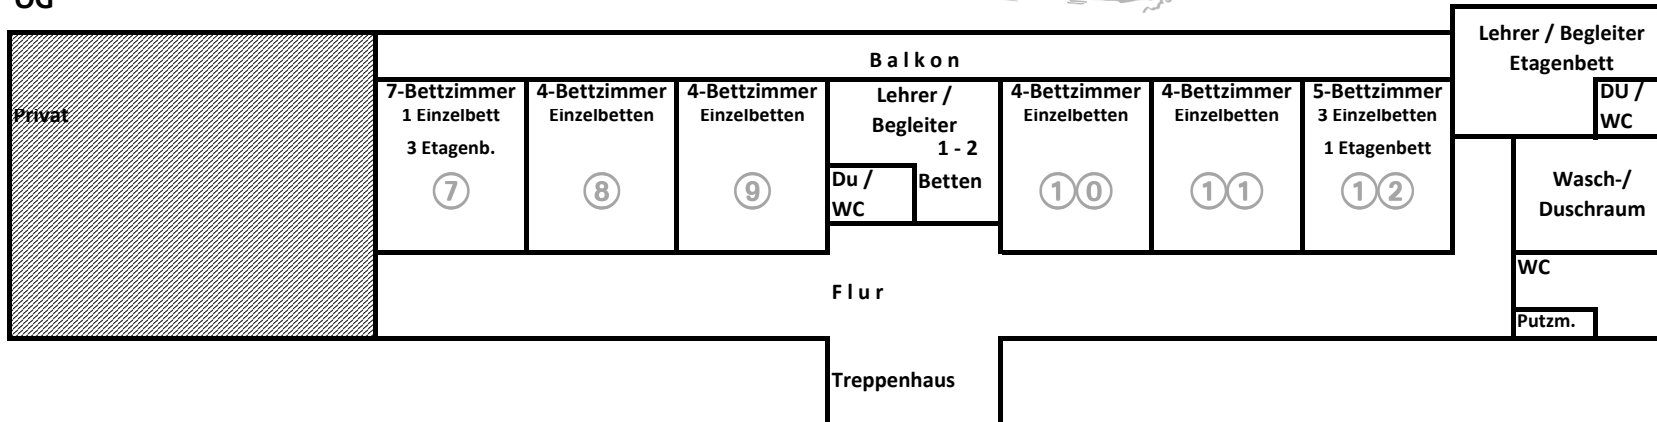 OG
Lehrer / Begleiter
Etagenbett
DU /
WC
Balkon
Privat
7-Bettzimmer
1 Einzelbett
3 Etagenb.
7
4-Bettzimmer
Einzelbetten
8
4-Bettzimmer
Einzelbetten
9
Lehrer /
Begleiter
1 - 2
Betten
Du /
WC
4-Bettzimmer
Einzelbetten
10
4-Bettzimmer
Einzelbetten
11
5-Bettzimmer
3 Einzelbetten
1 Etagenbett
12
Wasch-/
Duschraum
WC
Putzm.
Flur
Treppenhaus